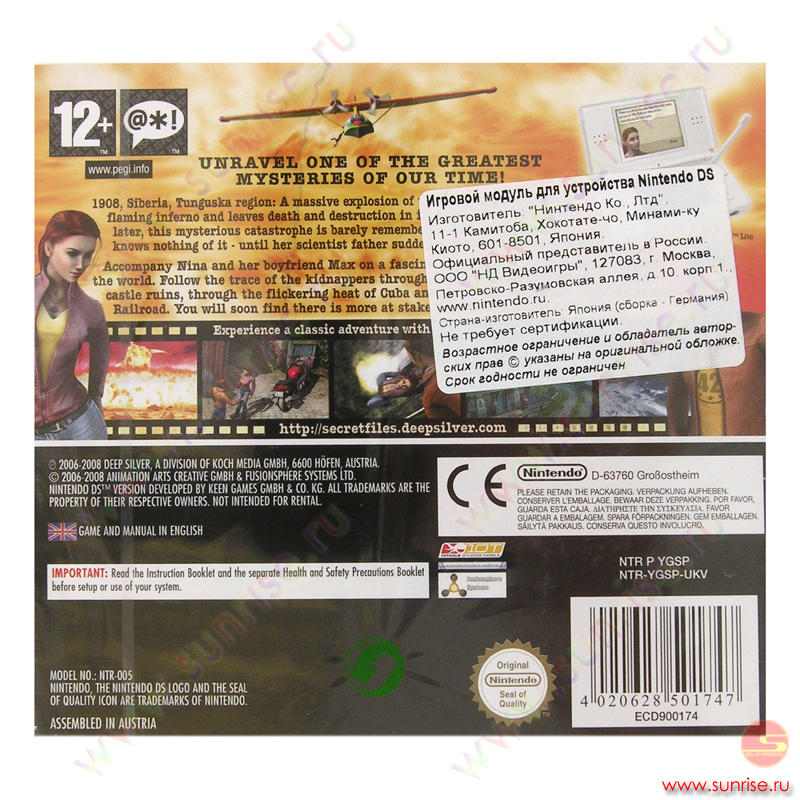 12+
@*!
www.pegi.info
UNRAVEL ONE OF THE GREATEST
MYSTERIES OF OUR TIME!
1908, Siberia, Tunguska region: A massive explosion of
flaming inferno and leaves death and destruction in
later, this mysterious catastrophe is barely
knows nothing of it - until her scientist father
Accompany Nina and her boyfriend Max on a
the world. Follow the trace of the kidnappers
castle ruins, through the flickering heat of Cuba
Railroad. You will soon find there is more at
Experience a classic adventure with
http://secretfiles.deepsilver.com
Lite
Игровой модуль для устройства Nintendo DS
Изготовитель "Нинтендо Ко., Лтд",
11-1 Камитоба, Хокотате-чо, Минами-ку
Киото, 601-8501, Япония.
Официальный представитель в России.
ООО "НД Видеоигры", 127083, г. Москва,
Петровско-Разумовская аллея, д 10. корп.1.,
www.nintendo.ru.
Страна-изготовитель: Япония (сборка - Германия)
Не требует сертификации.
Возрастное ограничение и обладатель автор-
ских прав © указаны на оригинальной обложке.
Срок годности не ограничен
42
℗ 2006-2008 DEEP SILVER, A DIVISION OF KOCH MEDIA GMBH, 6600 HÖFEN, AUSTRIA.
© 2006-2008 ANIMATION ARTS CREATIVE GMBH & FUSIONSPHERE SYSTEMS LTD.
NINTENDO DS™ VERSION DEVELOPED BY KEEN GAMES GMBH & CO. KG. ALL TRADEMARKS ARE THE
PROPERTY OF THEIR RESPECTIVE OWNERS. NOT INTENDED FOR RENTAL.
GAME AND MANUAL IN ENGLISH
IMPORTANT: Read the Instruction Booklet and the separate Health and Safety Precautions Booklet
before setup or use of your system.
CE
Nintendo
D-63760 Großostheim
PLEASE RETAIN THE PACKAGING. VERPACKUNG AUFHEBEN.
CONSERVER L'EMBALLAGE. BEWAAR DEZE VERPAKKING. POR FAVOR,
GUARDA ESTA CAJA. ΔΙΑΤΗΡΗΣΤΕ ΤΗΝ ΣΥΣΚΕΥΑΣΙΑ. POR FAVOR
GUARDAR A EMBALAGEM. SPARA FÖRPACKNINGEN. GEM EMBALLAGEN.
SÄILYTÄ PAKKAUS. CONSERVA QUESTO INVOLUCRO.
Fusionsphere
Systems
NTR P YGSP
NTR-YGSP-UKV
MODEL NO.: NTR-005
NINTENDO, THE NINTENDO DS LOGO AND THE SEAL
OF QUALITY ICON ARE TRADEMARKS OF NINTENDO.
ASSEMBLED IN AUSTRIA
Original
Nintendo
Seal of
Quality
4 020628 501747
ECD900174
www.sunrise.ru